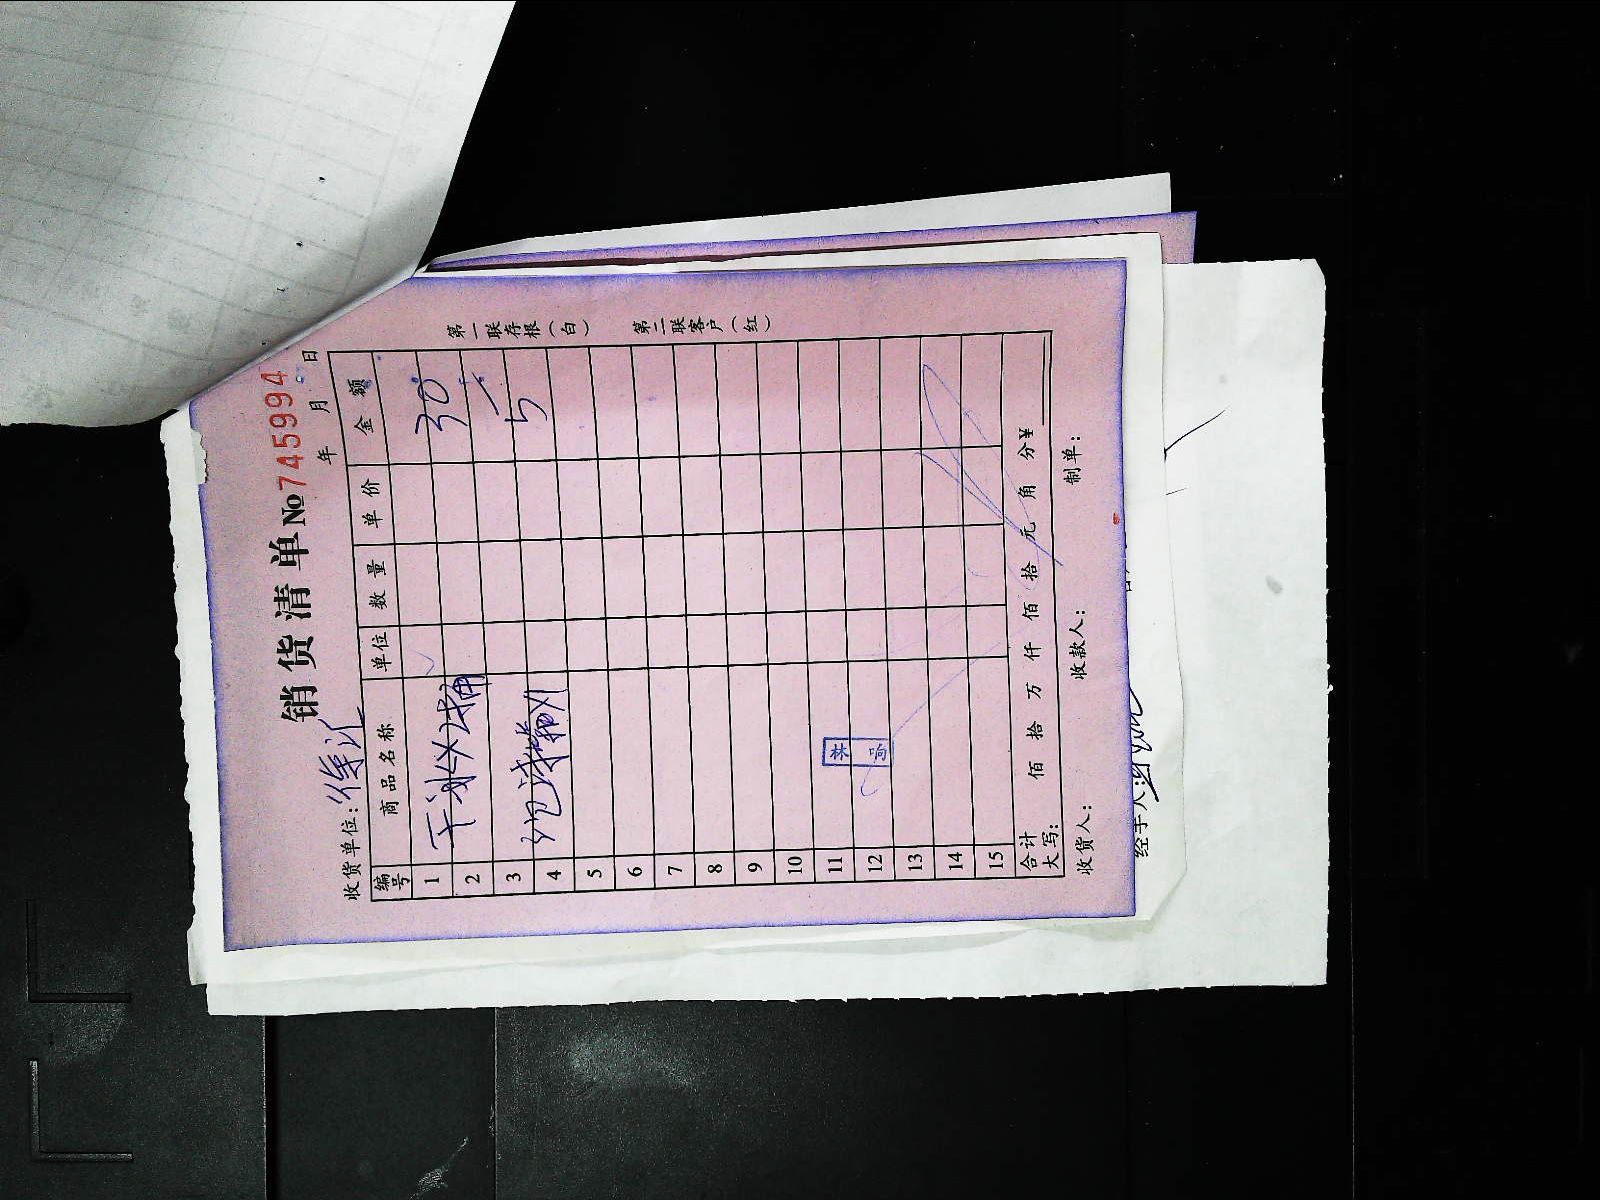 销货清单 №745994
年 月 日
收货单位:
编号 商品名称 单位 数量 单价 金额
1 30
2
3 5
4
5
6
7
8
9
10
11
12
13
14
15
林 响
合计大写: 佰 拾 万 仟 佰 拾 元 角 分 ¥
收货人: 收款人: 制单:
第一联存根(白) 第二联客户(红)
经手人: